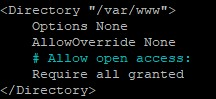 <Directory "/var/www">
    Options None
    AllowOverride None
    # Allow open access:
    Require all granted
</Directory>